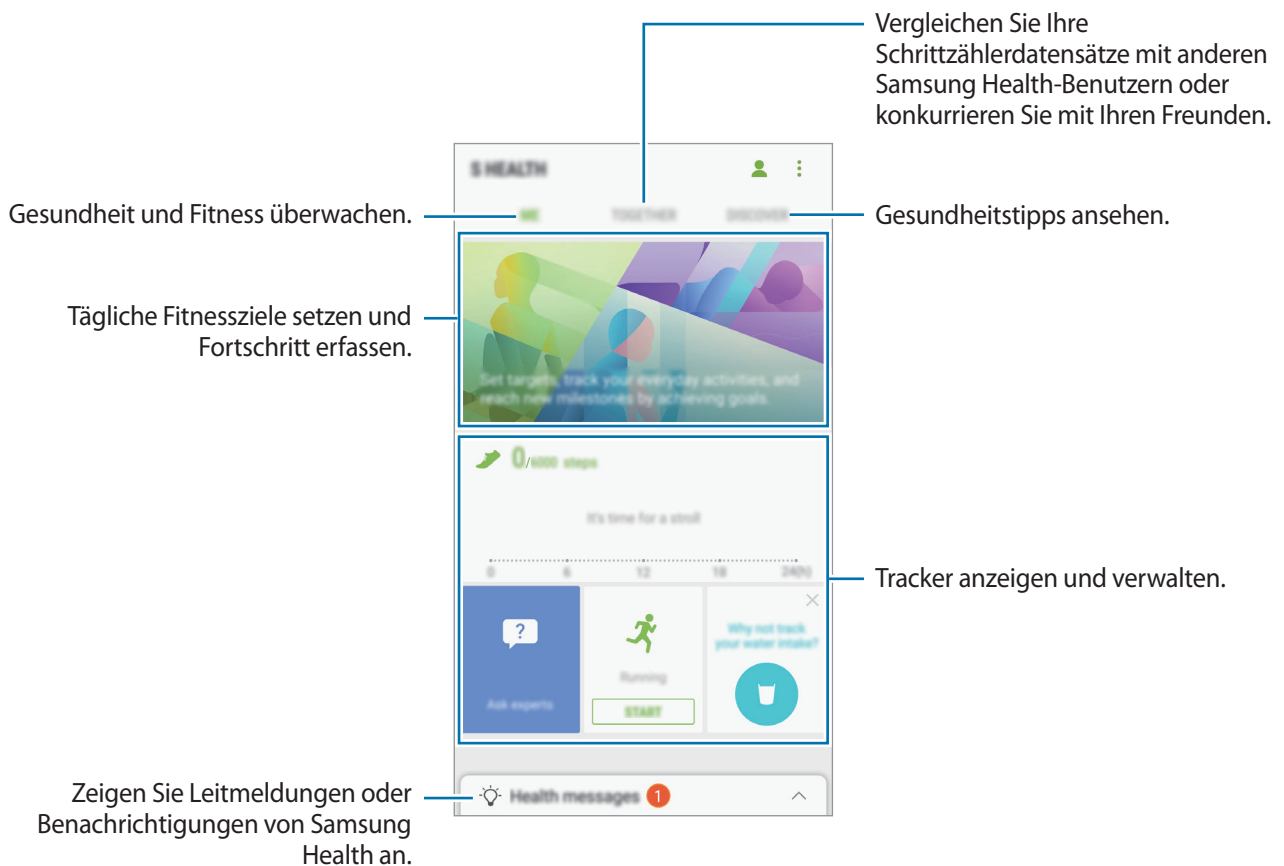 Vergleichen Sie Ihre
Schrittzählerdatensätze mit anderen
Samsung Health-Benutzern oder
konkurrieren Sie mit Ihren Freunden.
S HEALTH
Gesundheit und Fitness überwachen.
ME
TOGETHER
DISCOVER
Gesundheitstipps ansehen.
Tägliche Fitnessziele setzen und
Fortschritt erfassen.
Set targets, track your everyday activities, and
reach new milestones by achieving goals.
0/6000 steps
It's time for a stroll
0 6 12 18 24(h)
Tracker anzeigen und verwalten.
?
Why not track
your water intake?
Running
Ask experts
START
Zeigen Sie Leitmeldungen oder
Benachrichtigungen von Samsung
Health an.
Health messages 1